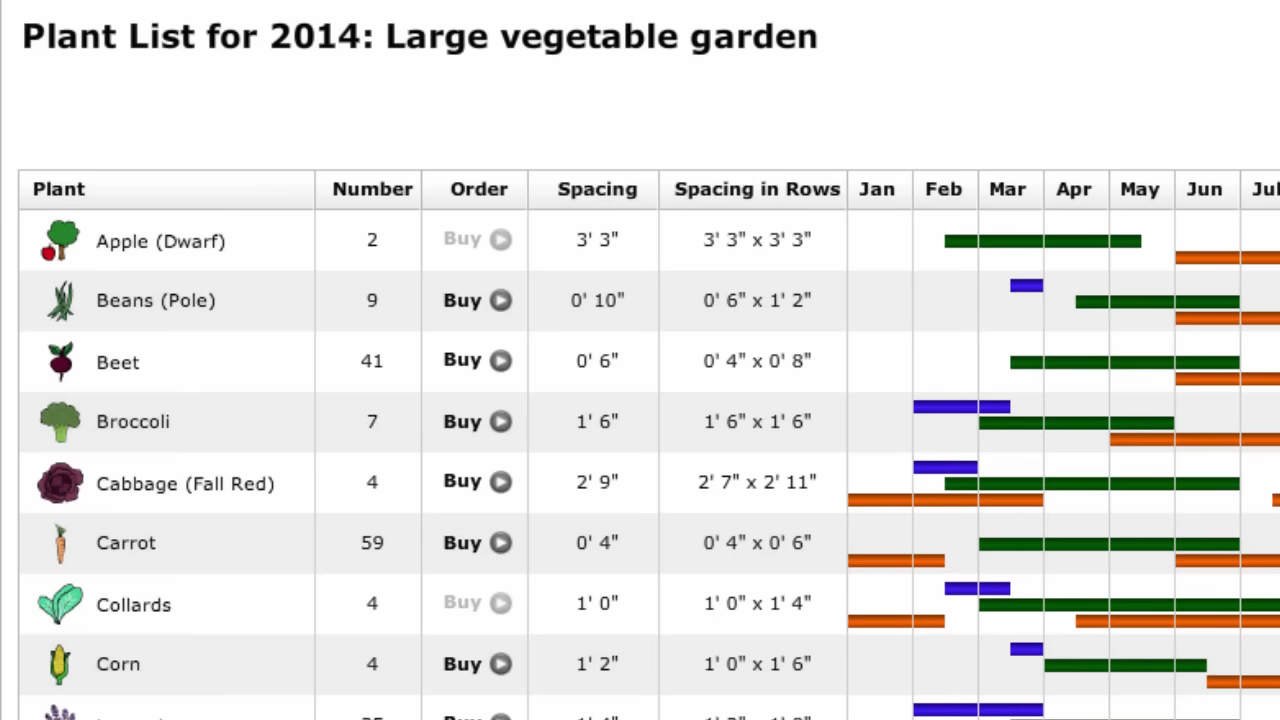 Plant List for 2014: Large vegetable garden
Plant Number Order Spacing Spacing in Rows Jan Feb Mar Apr May Jun Jul
Apple (Dwarf) 2 Buy 3' 3" 3' 3" x 3' 3"
Beans (Pole) 9 Buy 0' 10" 0' 6" x 1' 2"
Beet 41 Buy 0' 6" 0' 4" x 0' 8"
Broccoli 7 Buy 1' 6" 1' 6" x 1' 6"
Cabbage (Fall Red) 4 Buy 2' 9" 2' 7" x 2' 11"
Carrot 59 Buy 0' 4" 0' 4" x 0' 6"
Collards 4 Buy 1' 0" 1' 0" x 1' 4"
Corn 4 Buy 1' 2" 1' 0" x 1' 6"